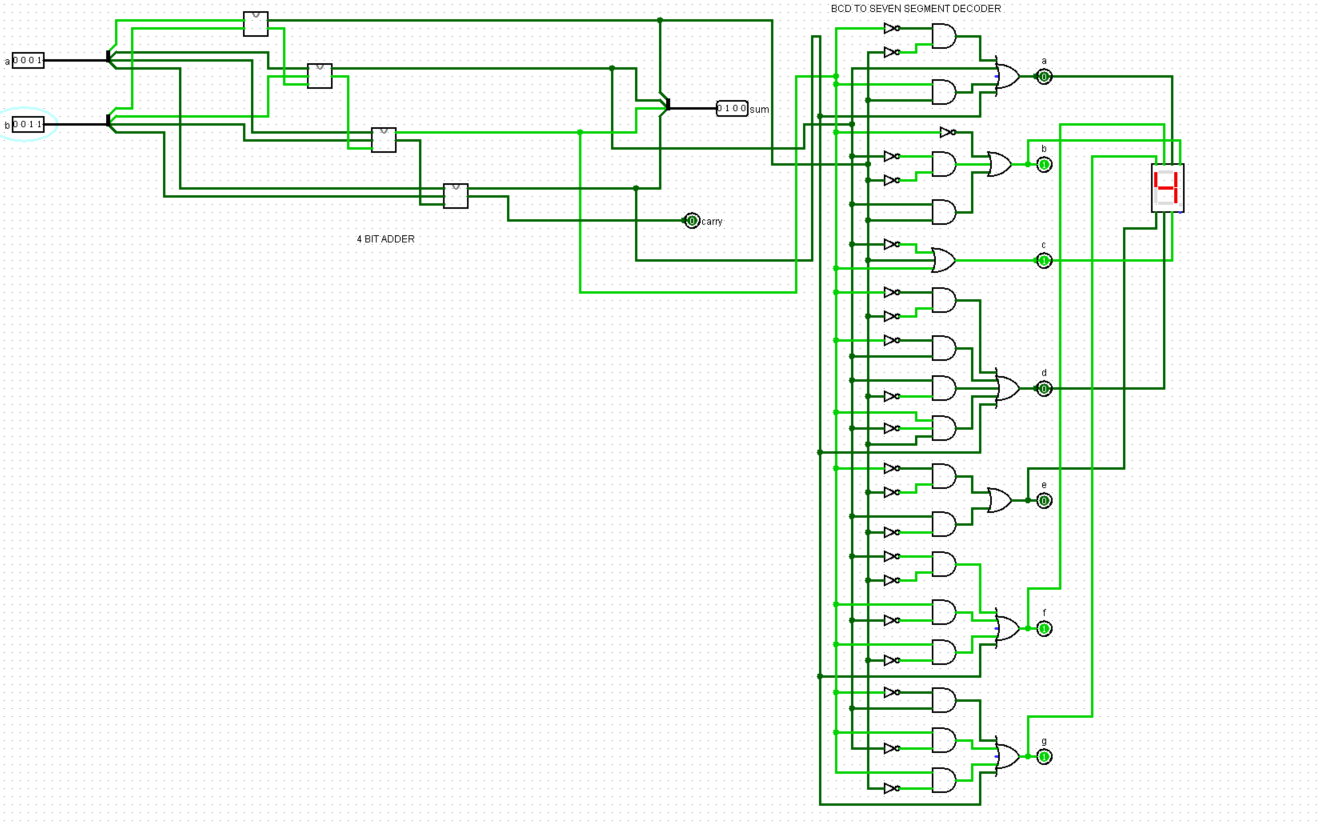 BCD TO SEVEN SEGMENT DECODER
a 0 0 0 1
b 0 0 1 1
0 1 0 0 sum
0 carry
4 BIT ADDER
a
0
b
1
c
1
d
0
e
0
f
1
g
1
4